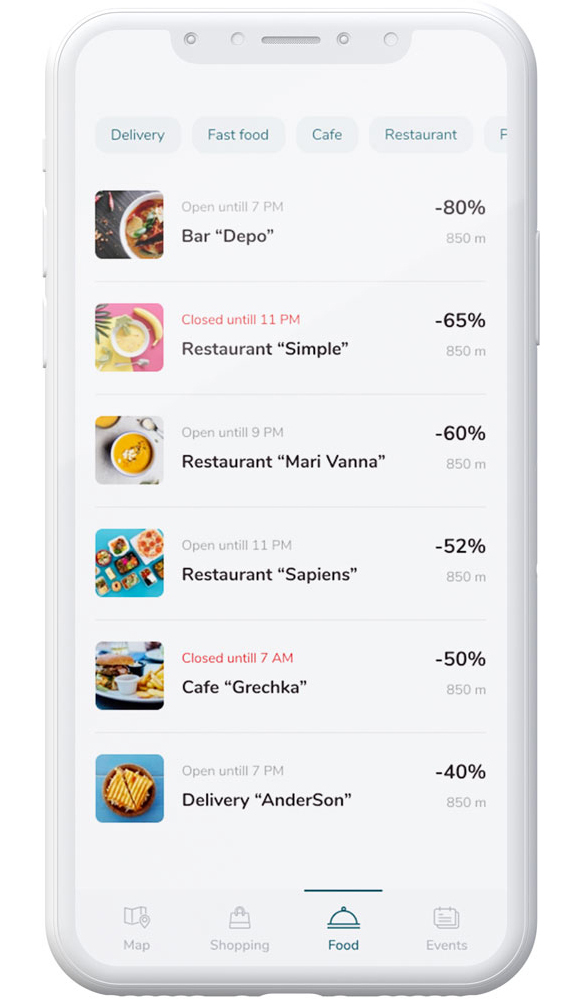 Delivery Fast food Cafe Restaurant
Open untill 7 PM -80%
Bar “Depo” 850 m
Closed untill 11 PM -65%
Restaurant “Simple” 850 m
Open untill 9 PM -60%
Restaurant “Mari Vanna” 850 m
Open untill 11 PM -52%
Restaurant “Sapiens” 850 m
Closed untill 7 AM -50%
Cafe “Grechka” 850 m
Open untill 7 PM -40%
Delivery “AnderSon” 850 m
Map Shopping Food Events